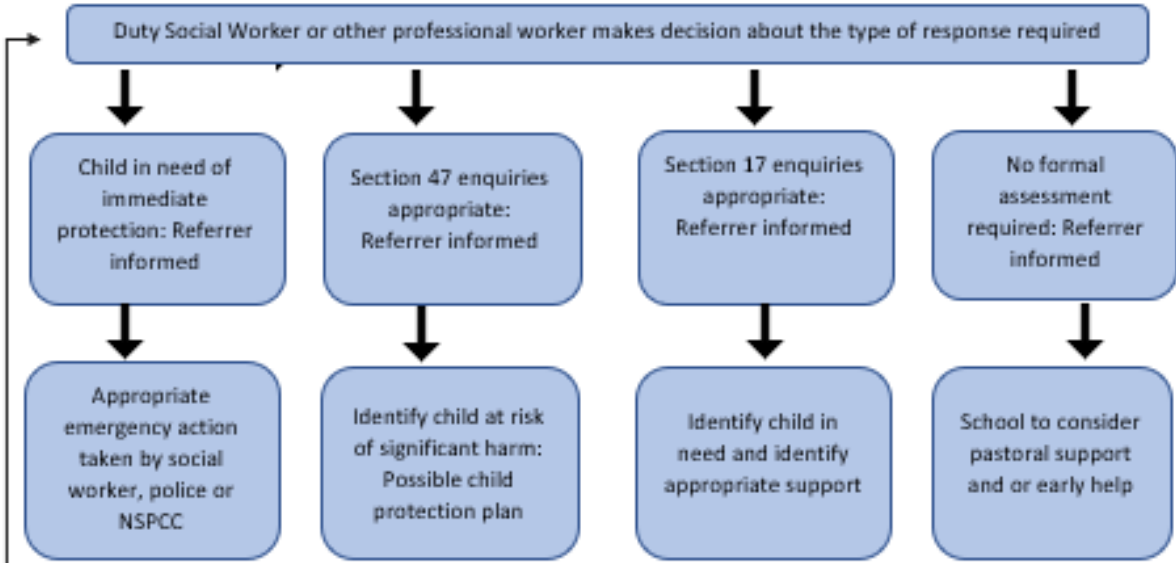 Duty Social Worker or other professional worker makes decision about the type of response required
Child in need of
immediate
protection: Referrer
informed
Section 47 enquiries
appropriate:
Referrer informed
Section 17 enquiries
appropriate:
Referrer informed
No formal
assessment
required: Referrer
informed
Appropriate
emergency action
taken by social
worker, police or
NSPCC
Identify child at risk
of significant harm:
Possible child
protection plan
Identify child in
need and identify
appropriate support
School to consider
pastoral support
and or early help